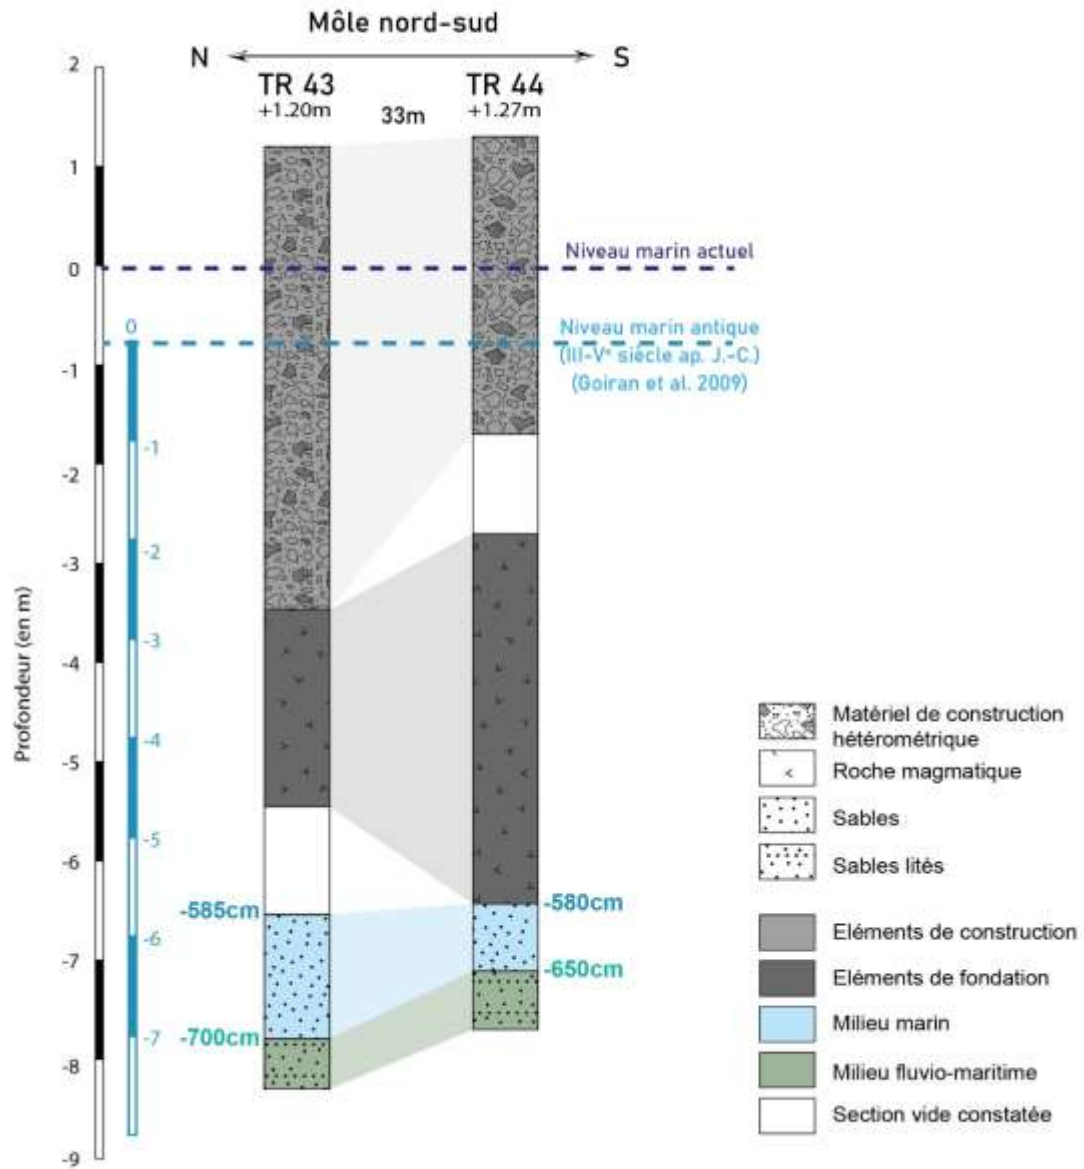 Môle nord-sud
N S
TR 43 TR 44
+1.20m 33m +1.27m
2
1
Niveau marin actuel
0
0 Niveau marin antique
(III-Vᵉ siècle ap. J.-C.)
-1
(Goiran et al. 2009)
-1
-2
-2
-3
Profondeur (en m)
-3
-4
-4
-5
-5
-6
-585cm -580cm
-6
-7
-650cm
-7 -700cm
-8
-9
Matériel de construction
hétérométrique
Roche magmatique
Sables
Sables lités
Eléments de construction
Eléments de fondation
Milieu marin
Milieu fluvio-maritime
Section vide constatée